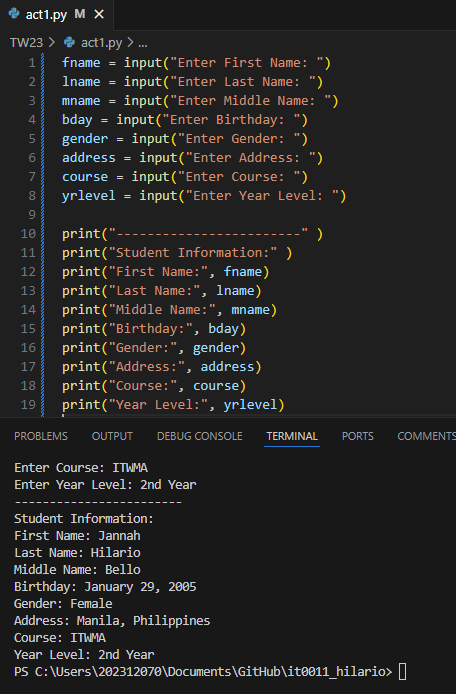 act1.py M ×
TW23 > act1.py > ...
1 fname = input("Enter First Name: ")
2 lname = input("Enter Last Name: ")
3 mname = input("Enter Middle Name: ")
4 bday = input("Enter Birthday: ")
5 gender = input("Enter Gender: ")
6 address = input("Enter Address: ")
7 course = input("Enter Course: ")
8 yrlevel = input("Enter Year Level: ")
9
10 print("------------------------" )
11 print("Student Information:" )
12 print("First Name:", fname)
13 print("Last Name:", lname)
14 print("Middle Name:", mname)
15 print("Birthday:", bday)
16 print("Gender:", gender)
17 print("Address:", address)
18 print("Course:", course)
19 print("Year Level:", yrlevel)
PROBLEMS OUTPUT DEBUG CONSOLE TERMINAL PORTS COMMENTS
Enter Course: ITWMA
Enter Year Level: 2nd Year
------------------------
Student Information:
First Name: Jannah
Last Name: Hilario
Middle Name: Bello
Birthday: January 29, 2005
Gender: Female
Address: Manila, Philippines
Course: ITWMA
Year Level: 2nd Year
PS C:\Users\202312070\Documents\GitHub\it0011_hilario>